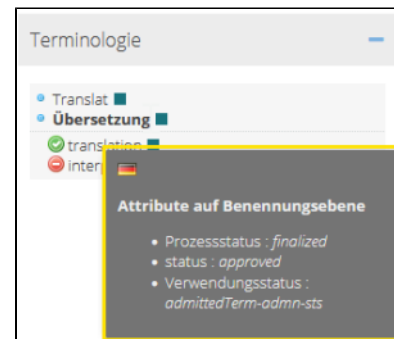 Terminologie
Translat
Übersetzung
translation
Attribute auf Benennungsebene
Prozessstatus : finalized
status : approved
Verwendungsstatus :
admittedTerm-admn-sts